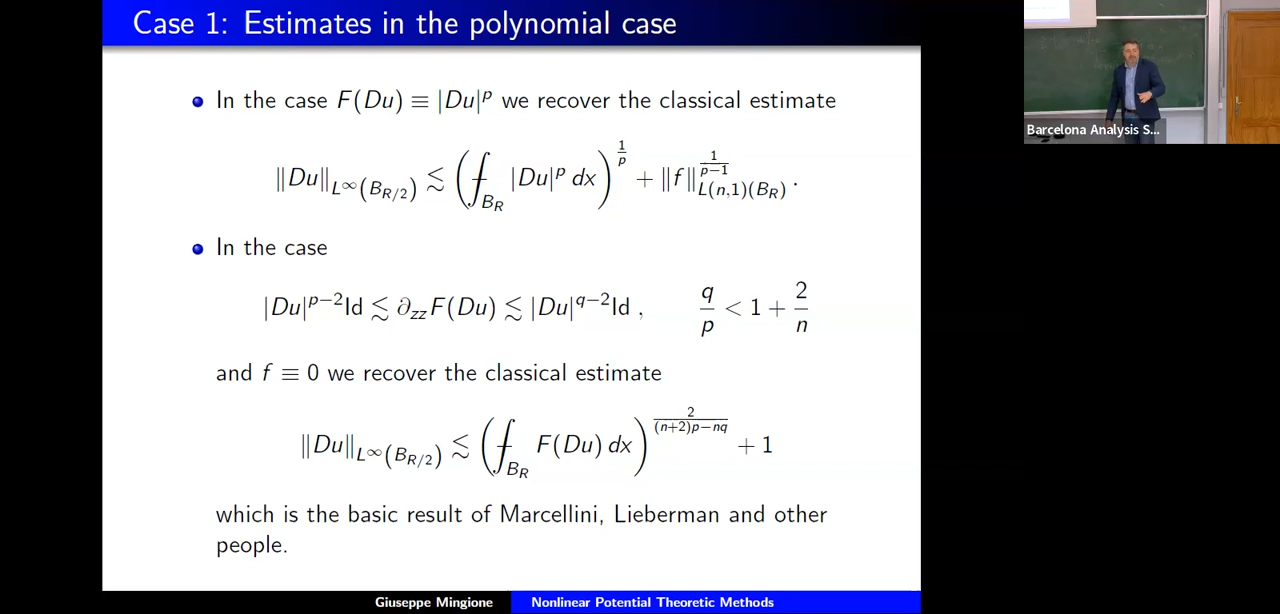 Case 1: Estimates in the polynomial case
In the case F(Du) ≡ |Du|^p we recover the classical estimate
‖Du‖_{L^∞(B_{R/2})} ≲ (⨍_{B_R} |Du|^p dx)^{1/p} + ‖f‖_{L(n,1)(B_R)}^{1/(p−1)} .
In the case
|Du|^{p−2}Id ≲ ∂_{zz}F(Du) ≲ |Du|^{q−2}Id , q/p < 1 + 2/n
and f ≡ 0 we recover the classical estimate
‖Du‖_{L^∞(B_{R/2})} ≲ (⨍_{B_R} F(Du) dx)^{2/((n+2)p−nq)} + 1
which is the basic result of Marcellini, Lieberman and other
people.
Giuseppe Mingione Nonlinear Potential Theoretic Methods
Barcelona Analysis S...